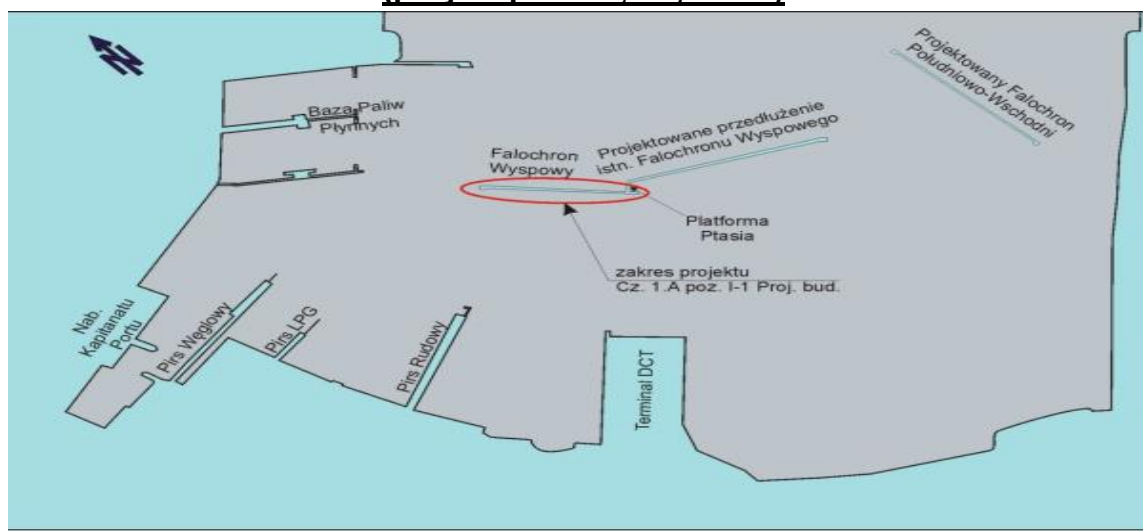 N
Baza Paliw
Płynnych
Falochron
Wyspowy
Projektowane przedłużenie
istn. Falochronu Wyspowego
Projektowany Falochron
Południowo-Wschodni
Platforma
Ptasia
zakres projektu
Cz. 1.A poz. I-1 Proj. bud.
Nab.
Kapitanatu
Portu
Pirs Węglowy
Pirs LPG
Pirs Rudowy
Terminal DCT